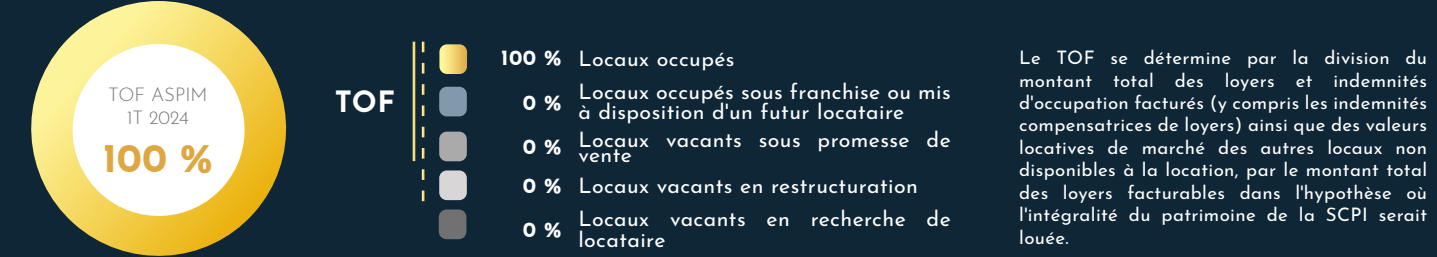 TOF ASPIM
1T 2024
100 %
TOF
100 % Locaux occupés
0 % Locaux occupés sous franchise ou mis
à disposition d'un futur locataire
0 % Locaux vacants sous promesse de
vente
0 % Locaux vacants en restructuration
0 % Locaux vacants en recherche de
locataire
Le TOF se détermine par la division du
montant total des loyers et indemnités
d'occupation facturés (y compris les indemnités
compensatrices de loyers) ainsi que des valeurs
locatives de marché des autres locaux non
disponibles à la location, par le montant total
des loyers facturables dans l'hypothèse où
l'intégralité du patrimoine de la SCPI serait
louée.